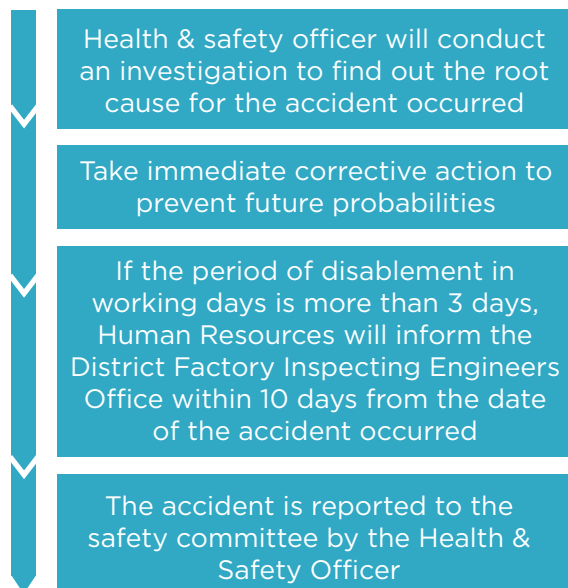 Health & safety officer will conduct
an investigation to find out the root
cause for the accident occurred
Take immediate corrective action to
prevent future probabilities
If the period of disablement in
working days is more than 3 days,
Human Resources will inform the
District Factory Inspecting Engineers
Office within 10 days from the date
of the accident occurred
The accident is reported to the
safety committee by the Health &
Safety Officer